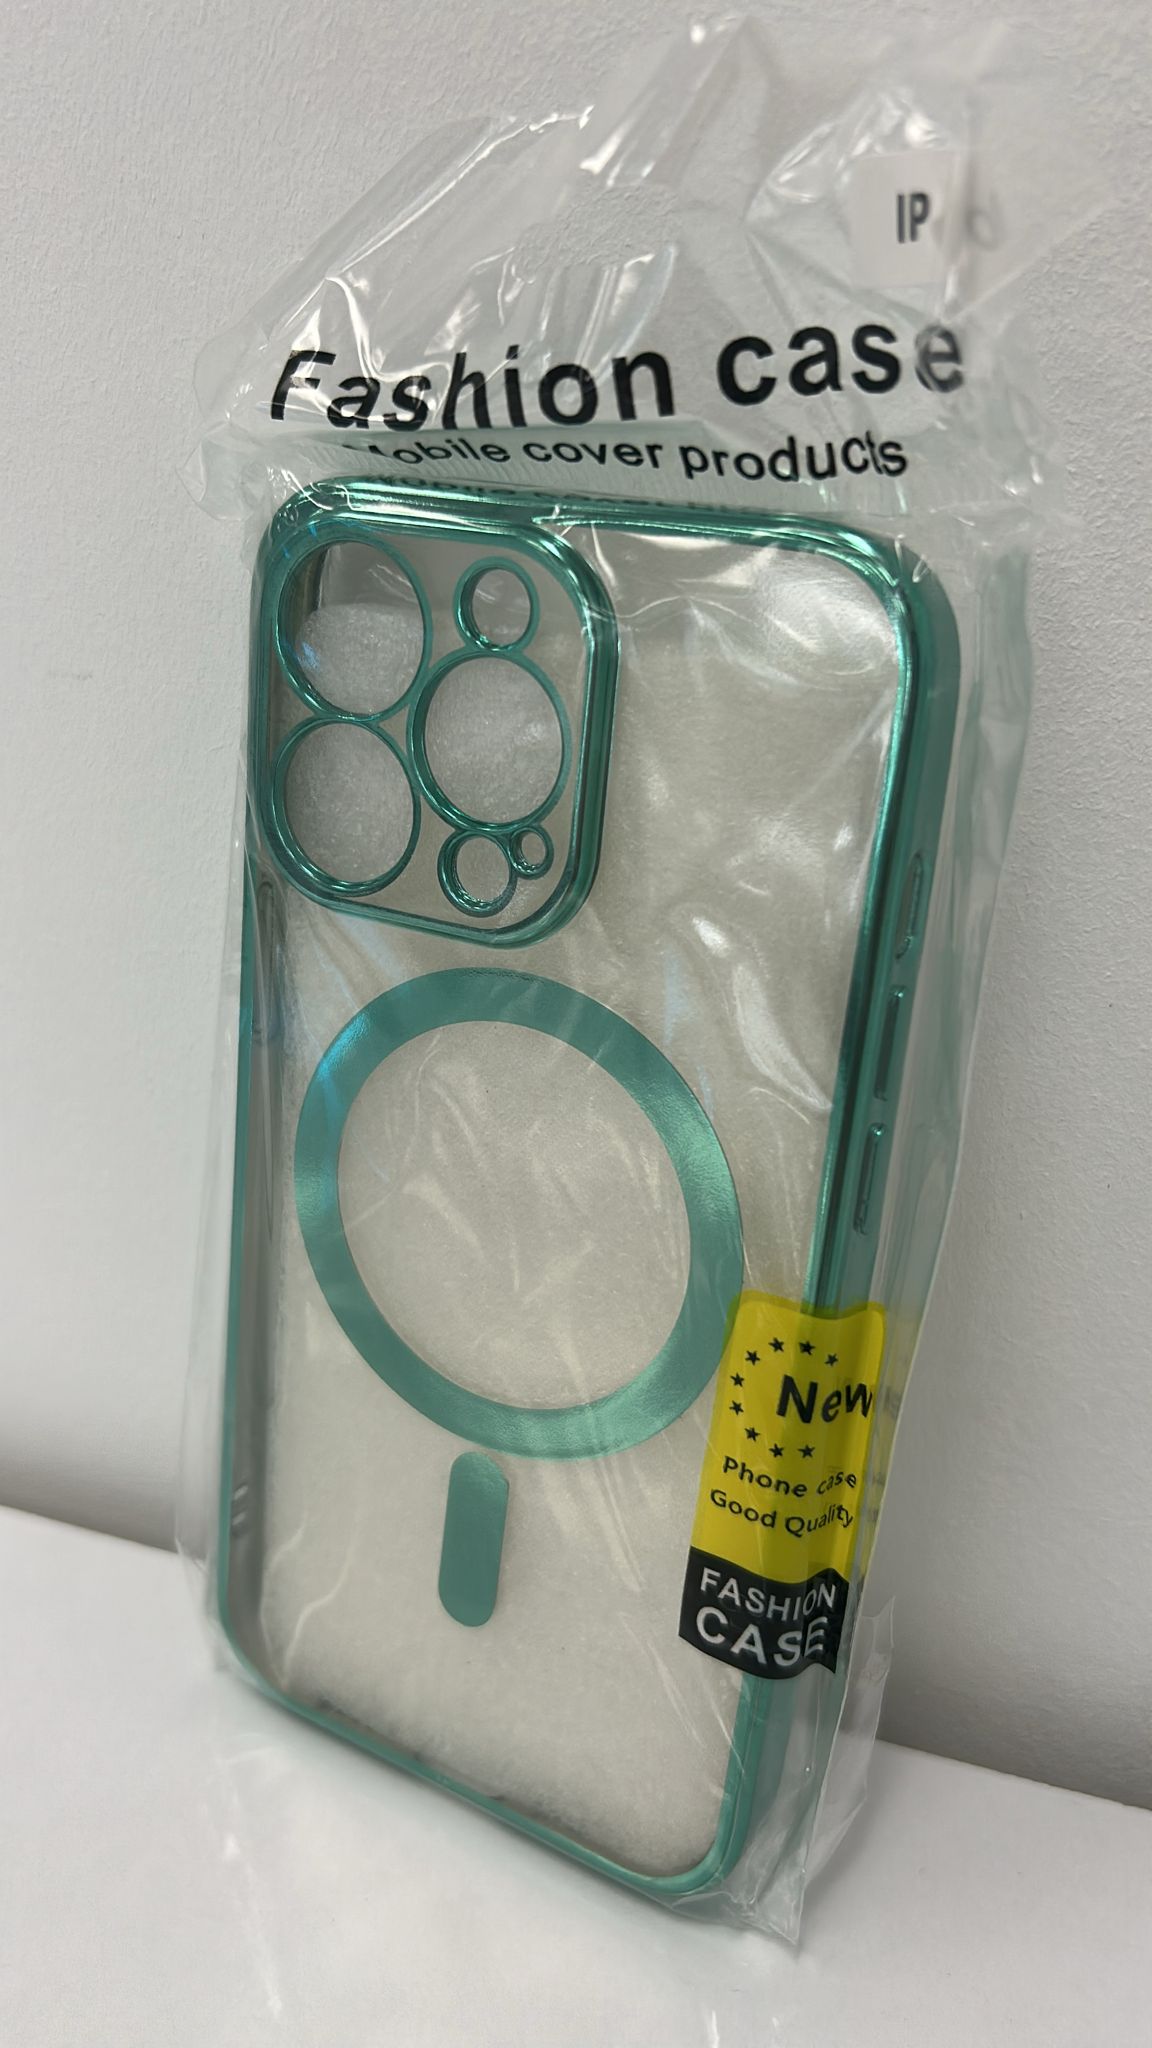 IP
Fashion case
Mobile cover products
New
Phone case
Good Quality
FASHION
CASE